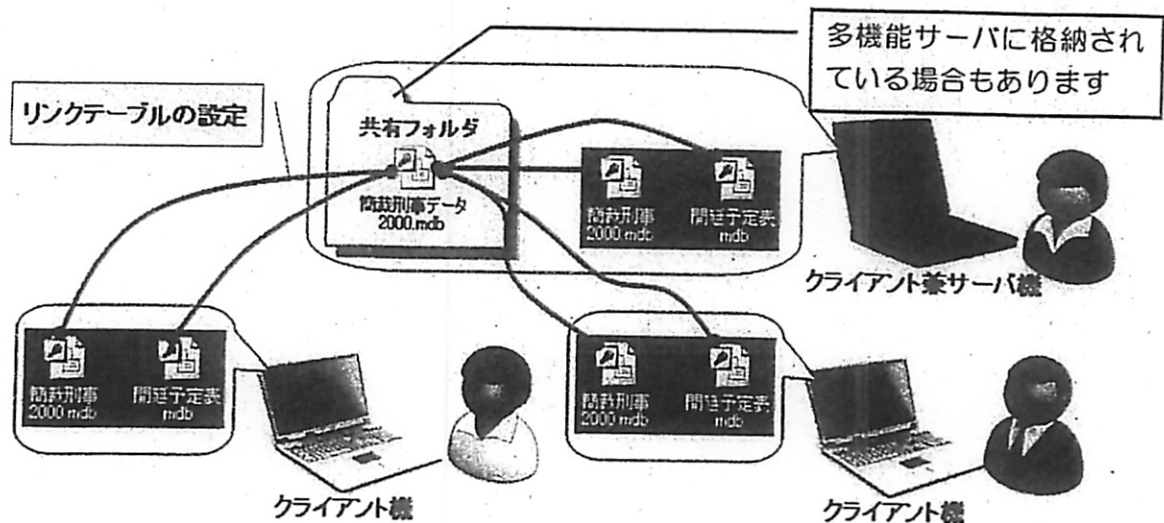 多機能サーバに格納され
ている場合もあります
リンクテーブルの設定
共有フォルダ
簡裁刑事データ
2000.mdb
簡裁刑事
2000.mdb
開廷予定表
mdb
クライアント兼サーバ機
簡裁刑事
2000.mdb
開廷予定表
mdb
簡裁刑事
2000.mdb
開廷予定表
mdb
クライアント機
クライアント機